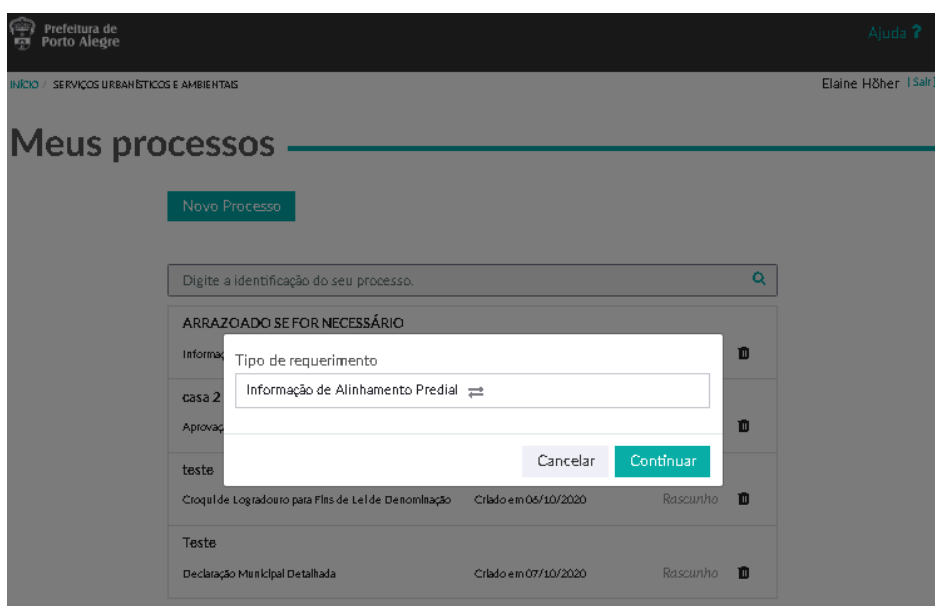 Prefeitura de
Porto Alegre
Ajuda ?
INÍCIO / SERVIÇOS URBANÍSTICOS E AMBIENTAIS
Elaine Höher [Sair]
Meus processos
Novo Processo
Digite a identificação do seu processo.
ARRAZOADO SE FOR NECESSÁRIO
Tipo de requerimento
Informação de Alinhamento Predial
casa 2
Cancelar Continuar
teste
Croqui de Logradouro para Fins de Lei de Denominação Criado em 06/10/2020 Rascunho
Teste
Declaração Municipal Detalhada Criado em 07/10/2020 Rascunho